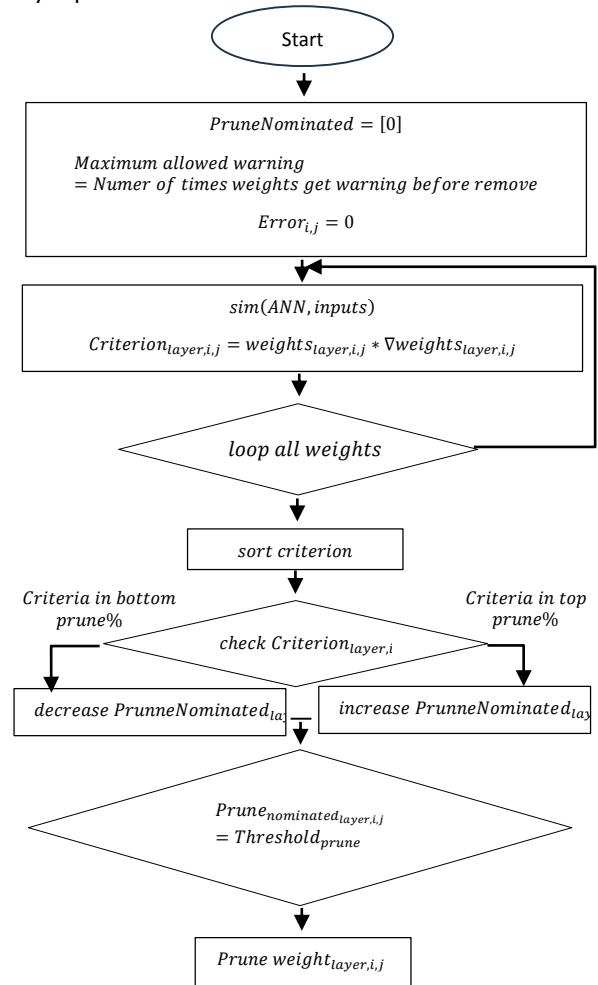 Start
PruneNominated = [0]
Maximum allowed warning
= Numer of times weights get warning before remove
Error_{i,j} = 0
sim(ANN, inputs)
Criterion_{layer,i,j} = weights_{layer,i,j} * ∇weights_{layer,i,j}
loop all weights
sort criterion
Criteria in bottom
prune%
Criteria in top
prune%
check Criterion_{layer,i}
decrease PrunneNominated_{lay}
increase PrunneNominated_{lay}
Prune_{nominated_{layer,i,j}}
= Threshold_{prune}
Prune weight_{layer,i,j}